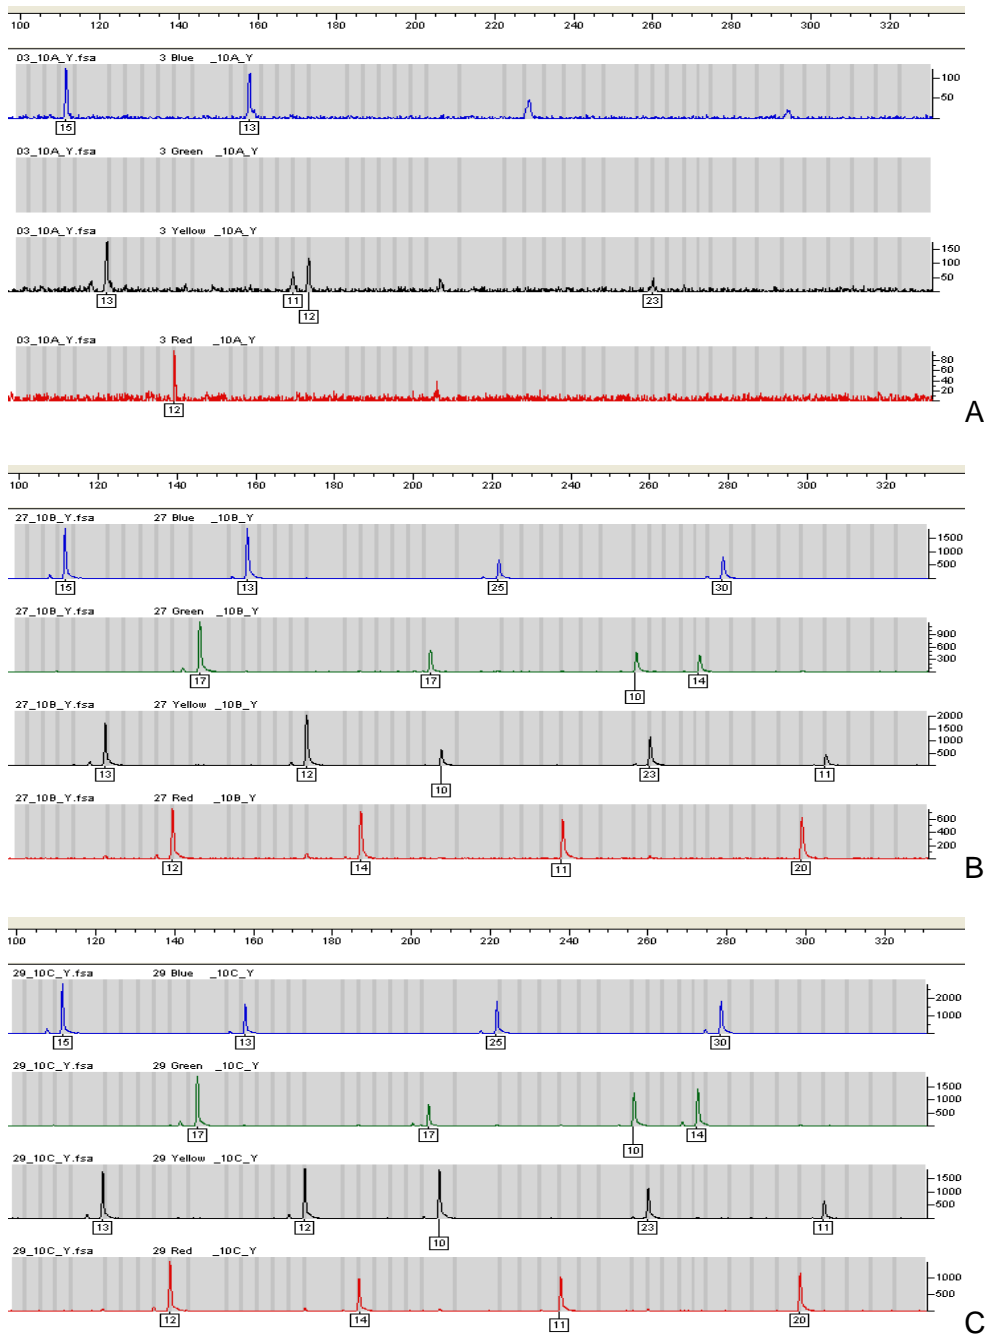 100 120 140 160 180 200 220 240 260 280 300 320
03_10A_Y.fsa 3 Blue _10A_Y
100
50
15 13
03_10A_Y.fsa 3 Green _10A_Y
03_10A_Y.fsa 3 Yellow _10A_Y
150
100
50
13 11 23
12
03_10A_Y.fsa 3 Red _10A_Y
80
60
40
20
12
A
100 120 140 160 180 200 220 240 260 280 300 320
27_10B_Y.fsa 27 Blue _10B_Y
1500
1000
500
15 13 25 30
27_10B_Y.fsa 27 Green _10B_Y
900
600
300
17 17 14
10
27_10B_Y.fsa 27 Yellow _10B_Y
2000
1500
1000
500
13 12 23 11
10
27_10B_Y.fsa 27 Red _10B_Y
600
400
200
12 14 11 20
B
100 120 140 160 180 200 220 240 260 280 300 320
29_10C_Y.fsa 29 Blue _10C_Y
2000
1000
15 13 25 30
29_10C_Y.fsa 29 Green _10C_Y
1500
1000
500
17 17 14
10
29_10C_Y.fsa 29 Yellow _10C_Y
1500
1000
500
13 12 23 11
10
29_10C_Y.fsa 29 Red _10C_Y
1000
500
12 14 11 20
C